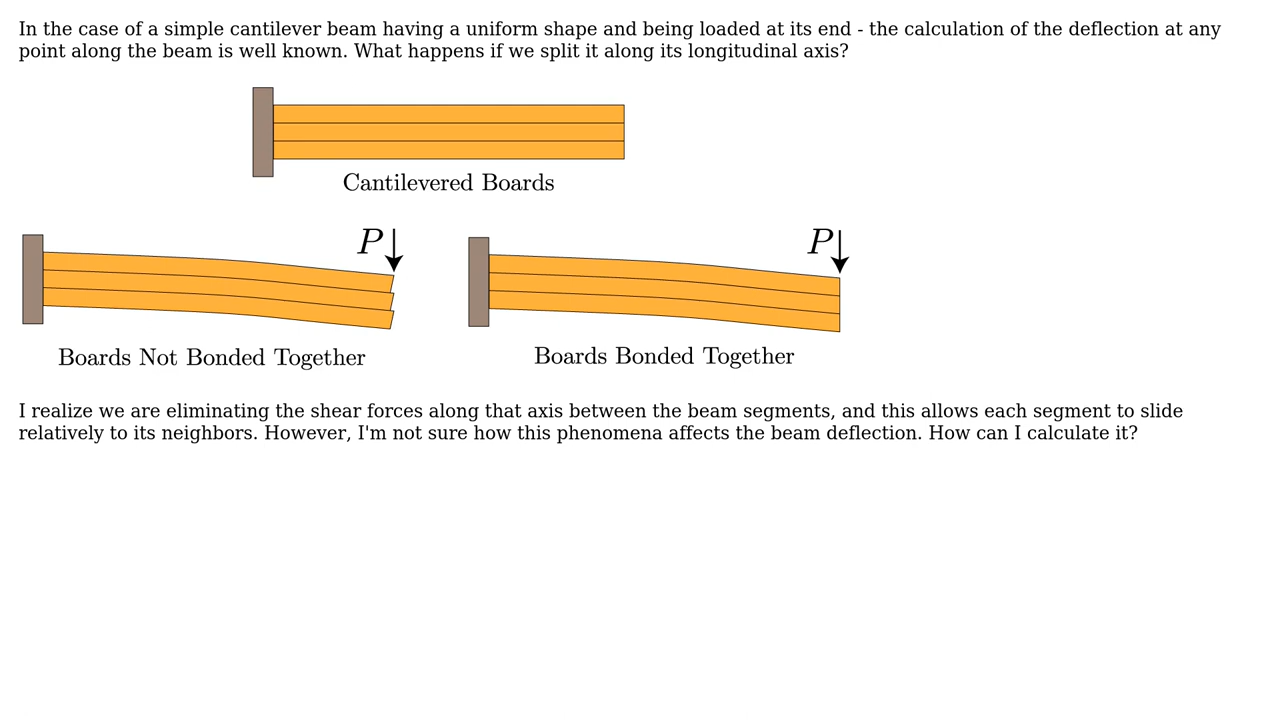 In the case of a simple cantilever beam having a uniform shape and being loaded at its end - the calculation of the deflection at any
point along the beam is well known. What happens if we split it along its longitudinal axis?
Cantilevered Boards
P
P
Boards Not Bonded Together
Boards Bonded Together
I realize we are eliminating the shear forces along that axis between the beam segments, and this allows each segment to slide
relatively to its neighbors. However, I'm not sure how this phenomena affects the beam deflection. How can I calculate it?